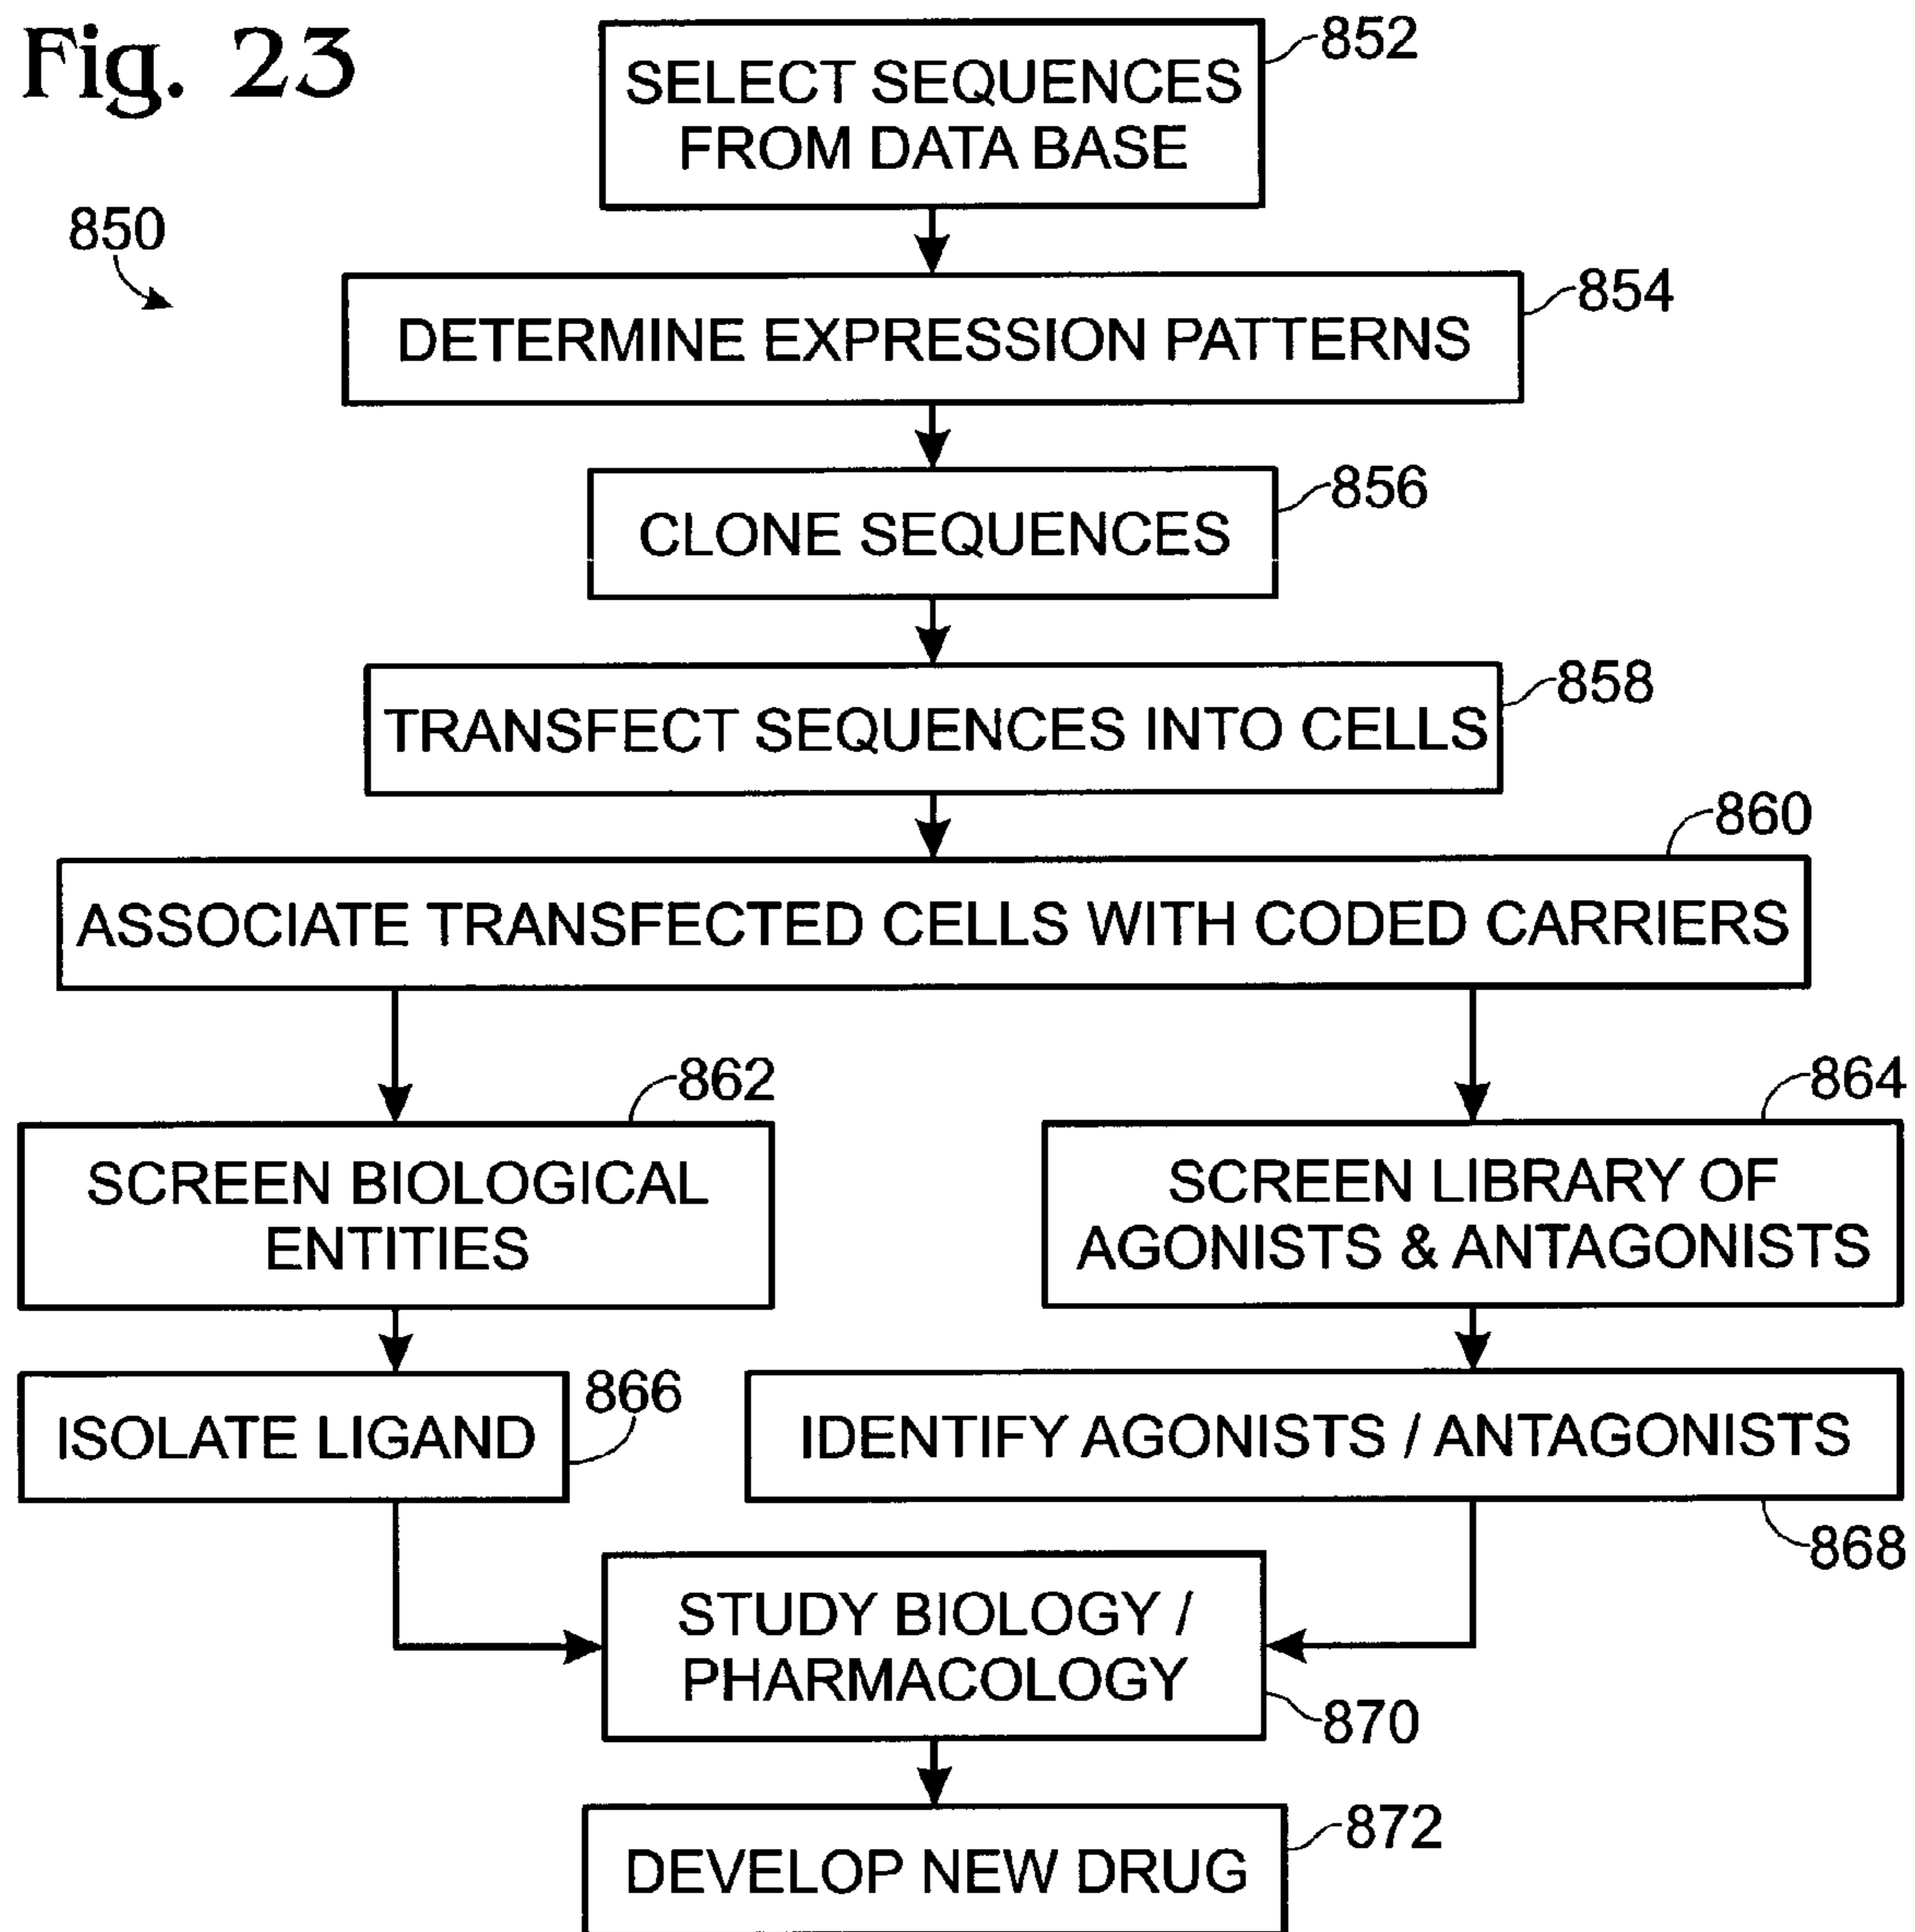 Fig. 23
850
852
SELECT SEQUENCES
FROM DATA BASE
854
DETERMINE EXPRESSION PATTERNS
856
CLONE SEQUENCES
858
TRANSFECT SEQUENCES INTO CELLS
860
ASSOCIATE TRANSFECTED CELLS WITH CODED CARRIERS
862
SCREEN BIOLOGICAL
ENTITIES
864
SCREEN LIBRARY OF
AGONISTS & ANTAGONISTS
866
ISOLATE LIGAND
IDENTIFY AGONISTS / ANTAGONISTS
868
STUDY BIOLOGY /
PHARMACOLOGY
870
872
DEVELOP NEW DRUG